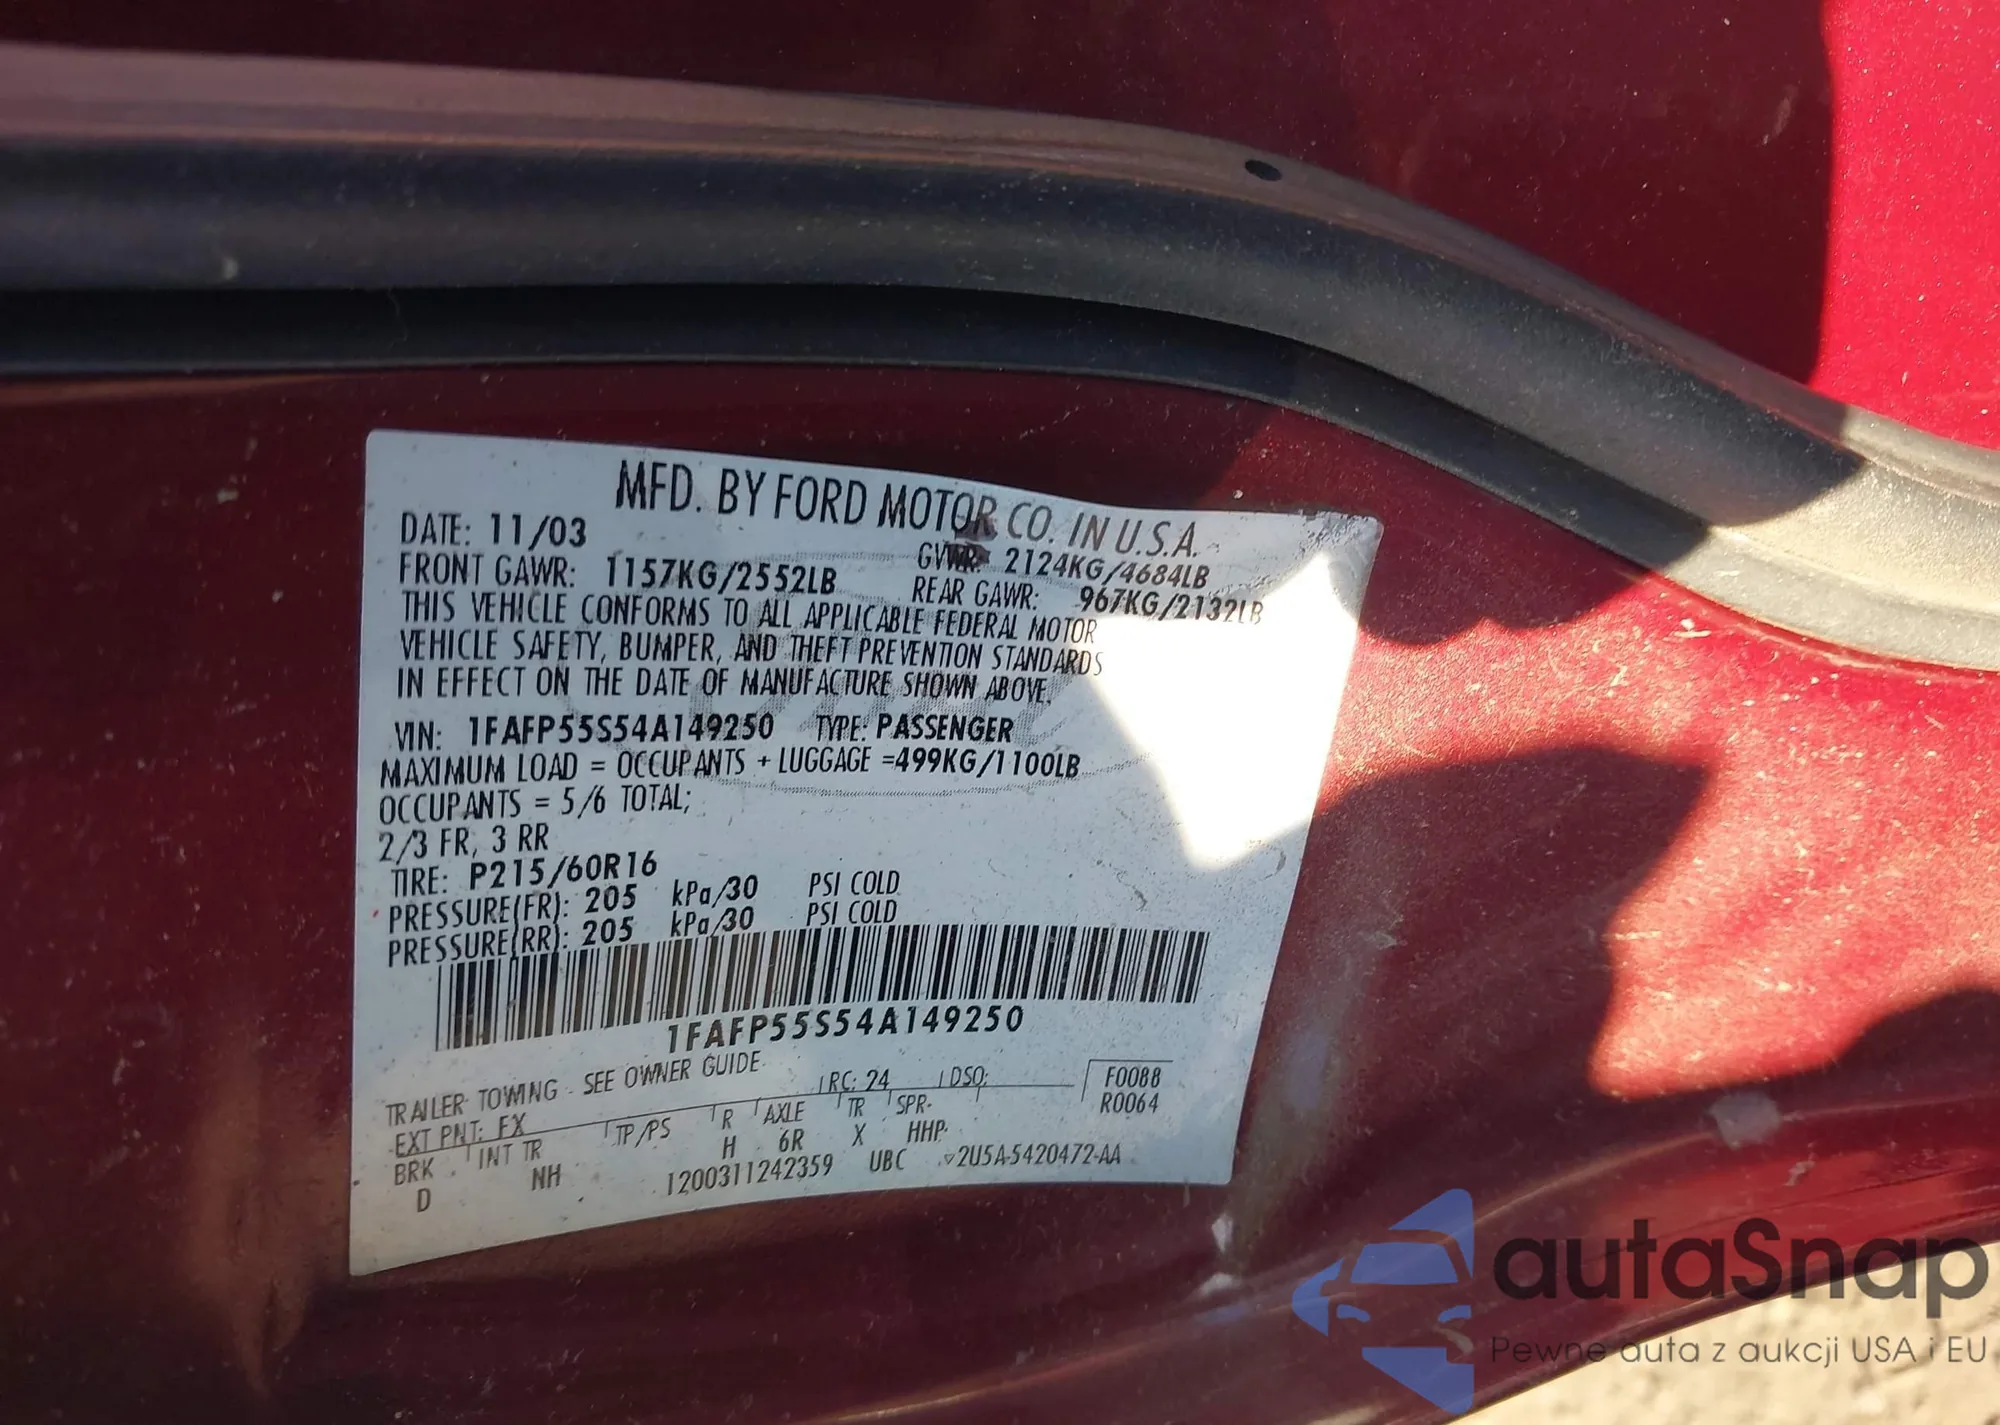 MFD. BY FORD MOTOR CO. IN U.S.A.
DATE: 11/03 GVWR: 2124KG/4684LB
FRONT GAWR: 1157KG/2552LB REAR GAWR: 967KG/2132LB
THIS VEHICLE CONFORMS TO ALL APPLICABLE FEDERAL MOTOR
VEHICLE SAFETY, BUMPER, AND THEFT PREVENTION STANDARDS
IN EFFECT ON THE DATE OF MANUFACTURE SHOWN ABOVE.
VIN: 1FAFP55S54A149250 TYPE: PASSENGER
MAXIMUM LOAD = OCCUPANTS + LUGGAGE =499KG/1100LB
OCCUPANTS = 5/6 TOTAL;
2/3 FR, 3 RR
TIRE: P215/60R16
PRESSURE(FR): 205 kPa/30 PSI COLD
PRESSURE(RR): 205 kPa/30 PSI COLD
1FAFP55S54A149250
TRAILER TOWING - SEE OWNER GUIDE
EXT PNT: FX RC: 24 DSO: F0088
R0064
BRK INT TR TP/PS R AXLE TR SPR
D NH H 6R X HHP
1200311242359 UBC ▽2U5A-5420472-AA
autaSnap
Pewne auta z aukcji USA i EU